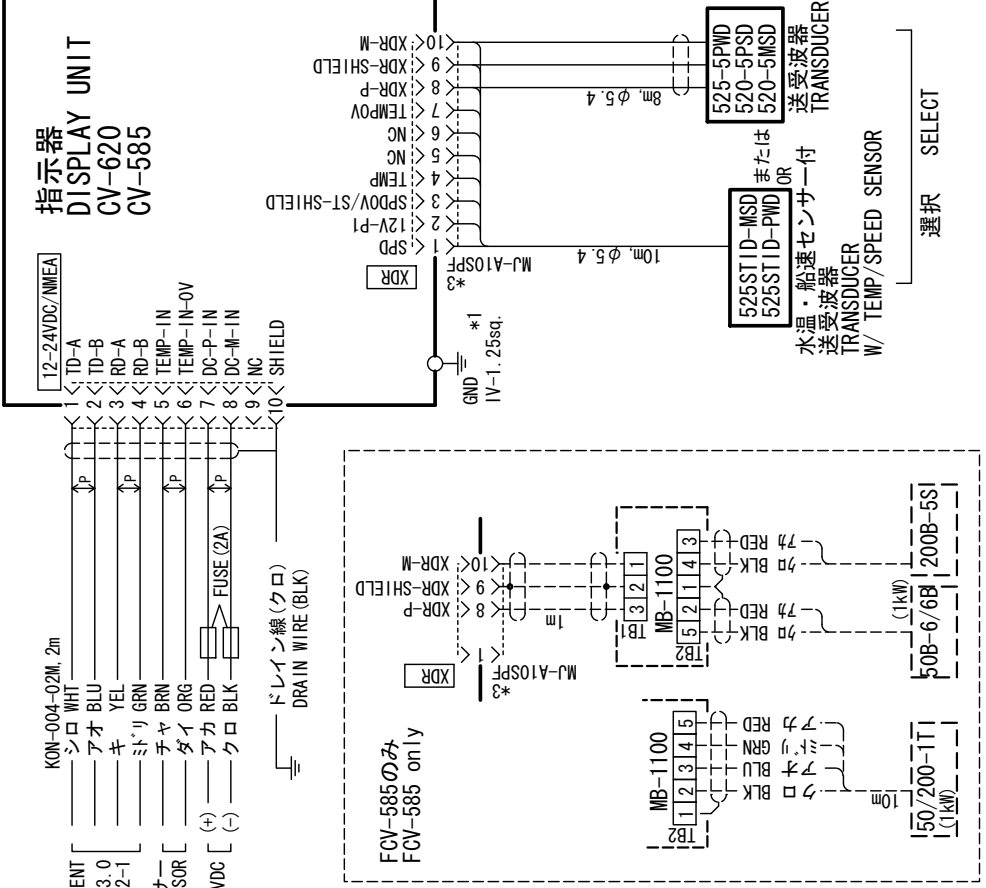 指示器
DISPLAY UNIT
CV-620
CV-585
12-24VDC/NMEA
1 TD-A
2 TD-B
3 RD-A
4 RD-B
5 TEMP-IN
6 TEMP-IN-0V
7 DC-P-IN
8 DC-M-IN
9 NC
10 SHIELD
KON-004-02M, 2m
シロ WHT
アオ BLU
キ YEL
ミドリ GRN
チャ BRN
ダイ ORG
(+) アカ RED
(-) クロ BLK
P
P
P
P
FUSE(2A)
ドレイン線(クロ)
DRAIN WIRE(BLK)
ENT
3.0
2-1
サー
SOR
VDC
XDR
10 XDR-M
9 XDR-SHIELD
8 XDR-P
7 TEMP0V
6 NC
5 NC
4 TEMP
3 SPD0V/ST-SHIELD
2 12V-P1
1 SPD
*3
MJ-A10SPF
GND *1
IV-1.25sq.
8m, φ5.4
10m, φ5.4
525-5PWD
520-5PSD
520-5MSD
送受波器
TRANSDUCER
または
OR
525STID-MSD
525STID-PWD
水温・船速センサー付
送受波器
TRANSDUCER
W/ TEMP/SPEED SENSOR
選択 SELECT
FCV-585のみ
FCV-585 only
XDR
10 XDR-M
9 XDR-SHIELD
8 XDR-P
1
*3
MJ-A10SPF
1m
TB1
3 2 1
MB-1100
TB2
5 2 1 4 3
クロ BLK
アカ RED
クロ BLK
アカ RED
50B-6/6B
(1kW)
200B-5S
MB-1100
TB2
1 2 3 4 5
クロ BLK
アオ BLU
ミドリ GRN
アカ RED
10m
50/200-1T
(1kW)